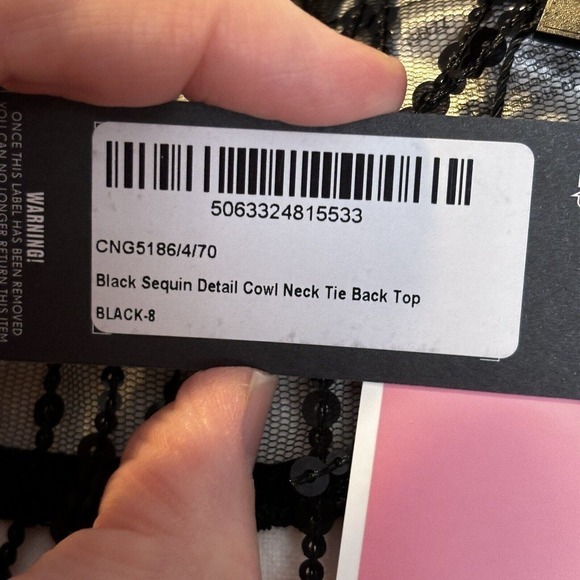 5063324815533
CNG5186/4/70
Black Sequin Detail Cowl Neck Tie Back Top
BLACK-8
WARNING!
ONCE THIS LABEL HAS BEEN REMOVED
YOU CAN NO LONGER RETURN THIS ITEM